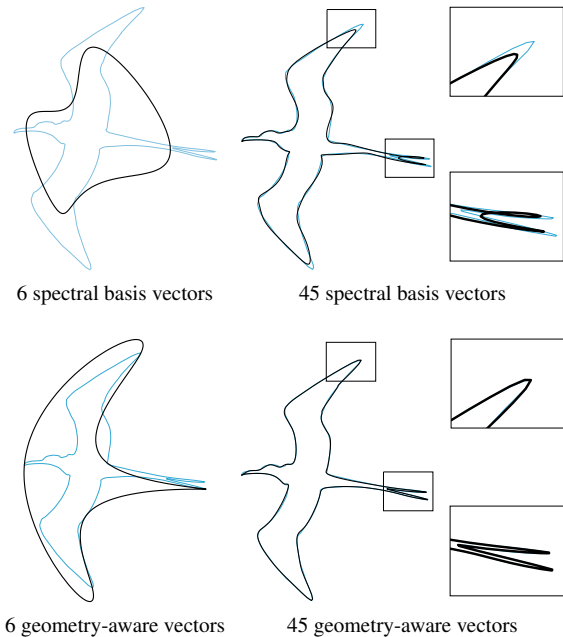 6 spectral basis vectors
45 spectral basis vectors
6 geometry-aware vectors
45 geometry-aware vectors